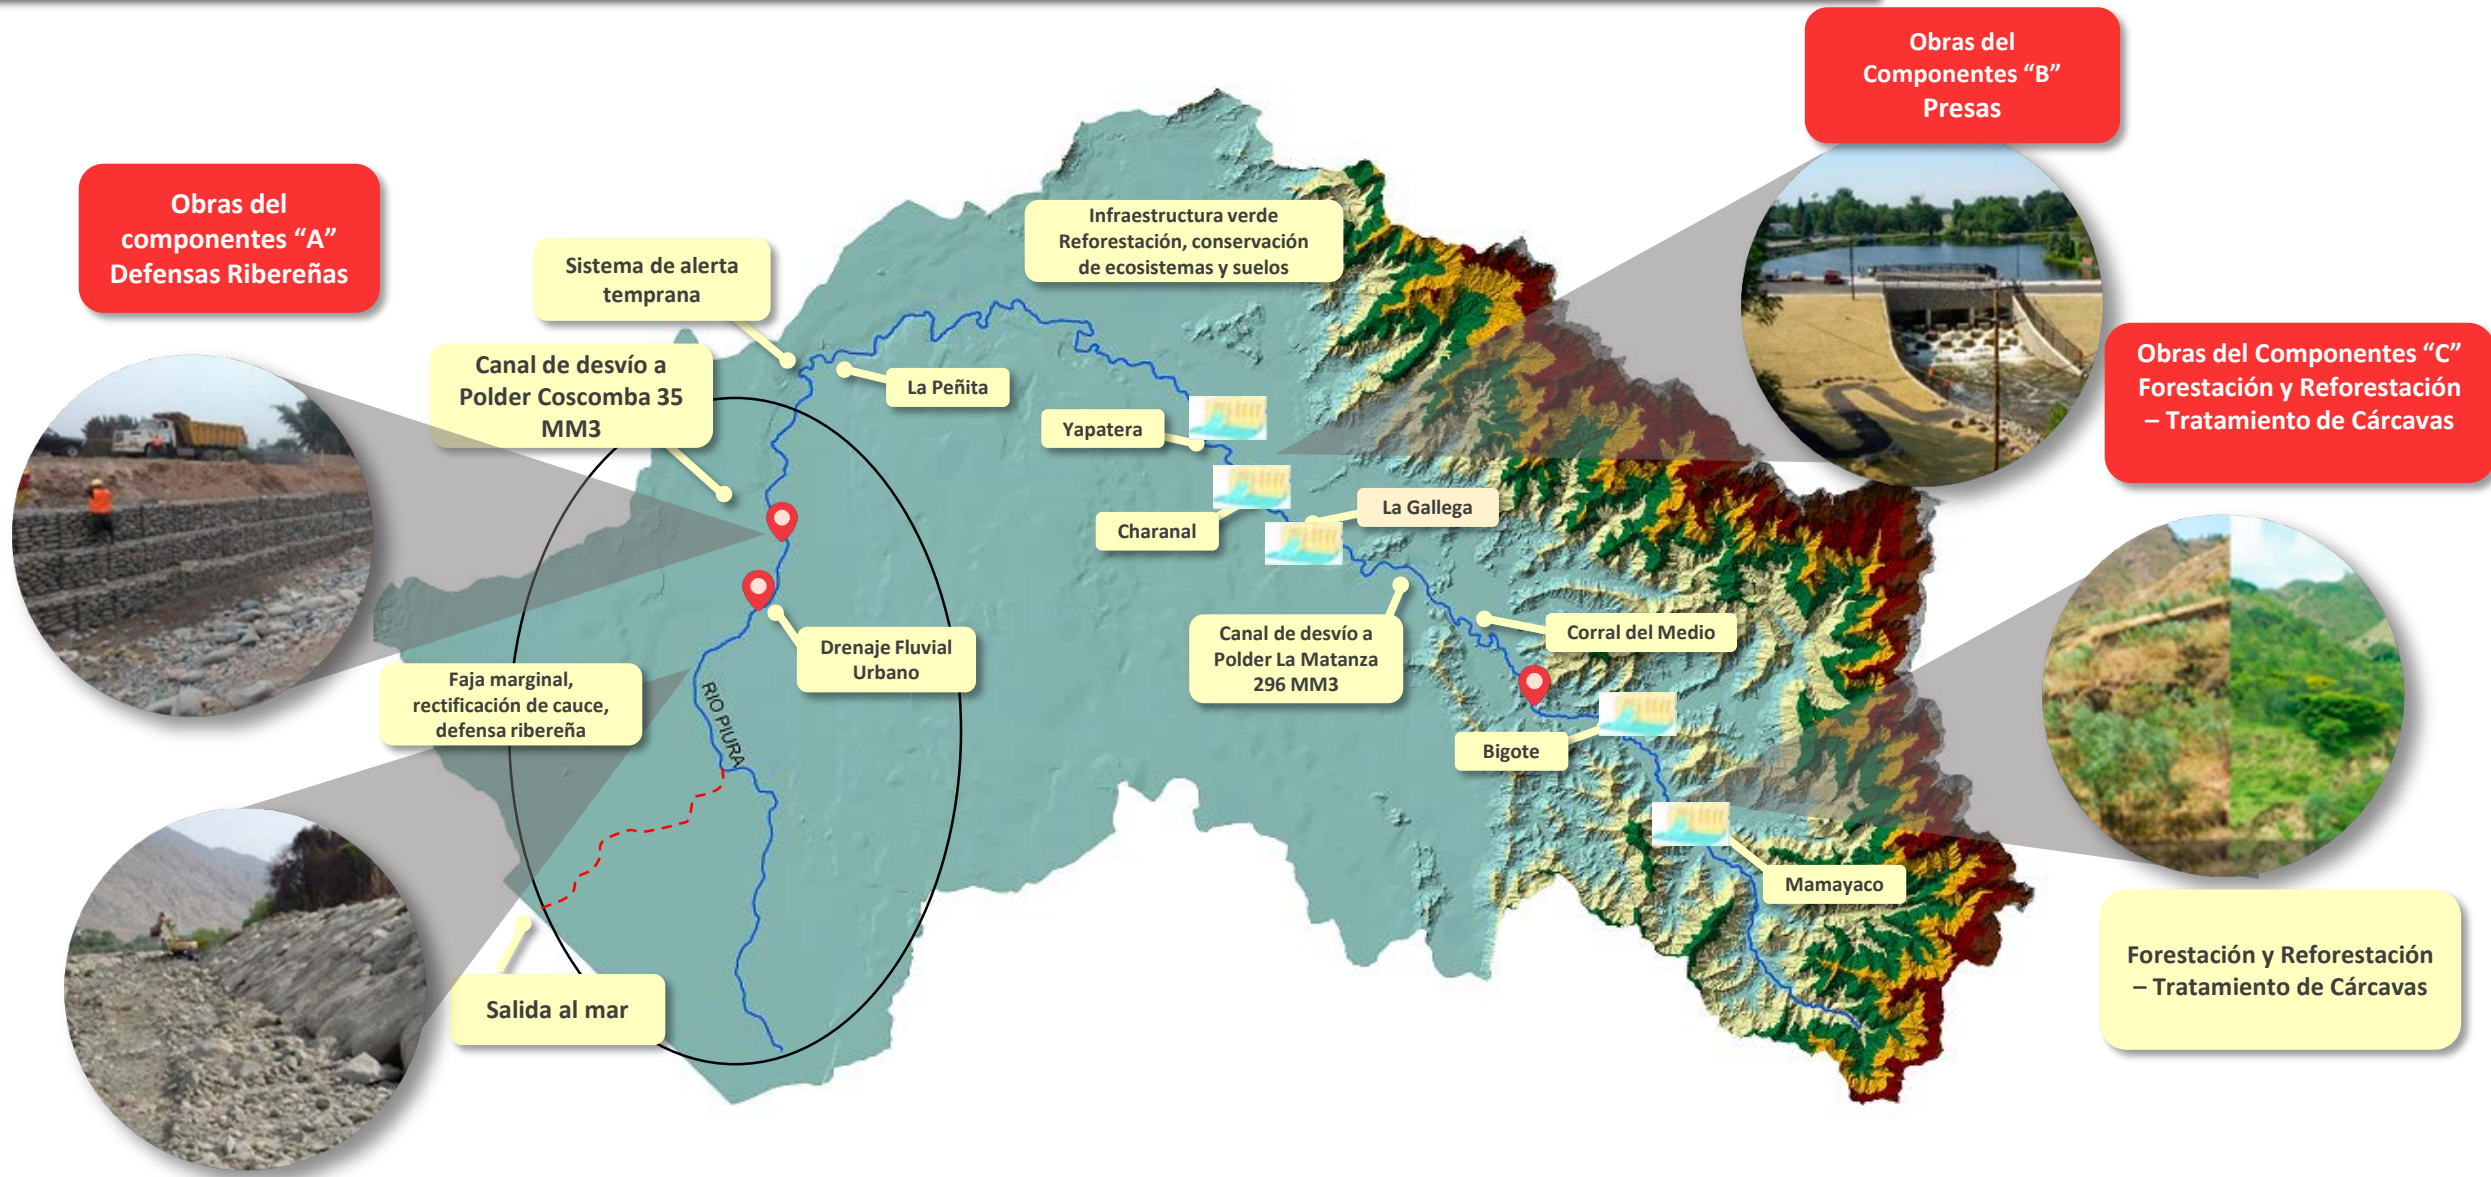 Obras del
Componentes “B”
Presas
Obras del
componentes “A”
Defensas Ribereñas
Infraestructura verde
Reforestación, conservación
de ecosistemas y suelos
Sistema de alerta
temprana
Canal de desvío a
Polder Coscomba 35
MM3
La Peñita
Obras del Componentes “C”
Forestación y Reforestación
– Tratamiento de Cárcavas
Yapatera
La Gallega
Charanal
Canal de desvío a
Polder La Matanza
296 MM3
Corral del Medio
Drenaje Fluvial
Urbano
Faja marginal,
rectificación de cauce,
defensa ribereña
RIO PIURA
Bigote
Mamayaco
Forestación y Reforestación
– Tratamiento de Cárcavas
Salida al mar